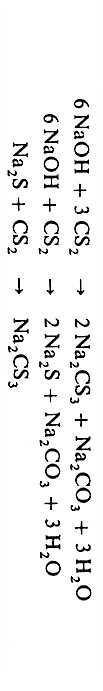 6 NaOH + 3 CS₂ → 2 Na₂CS₃ + Na₂CO₃ + 3 H₂O
6 NaOH + CS₂ → 2 Na₂S + Na₂CO₃ + 3 H₂O
Na₂S + CS₂ → Na₂CS₃